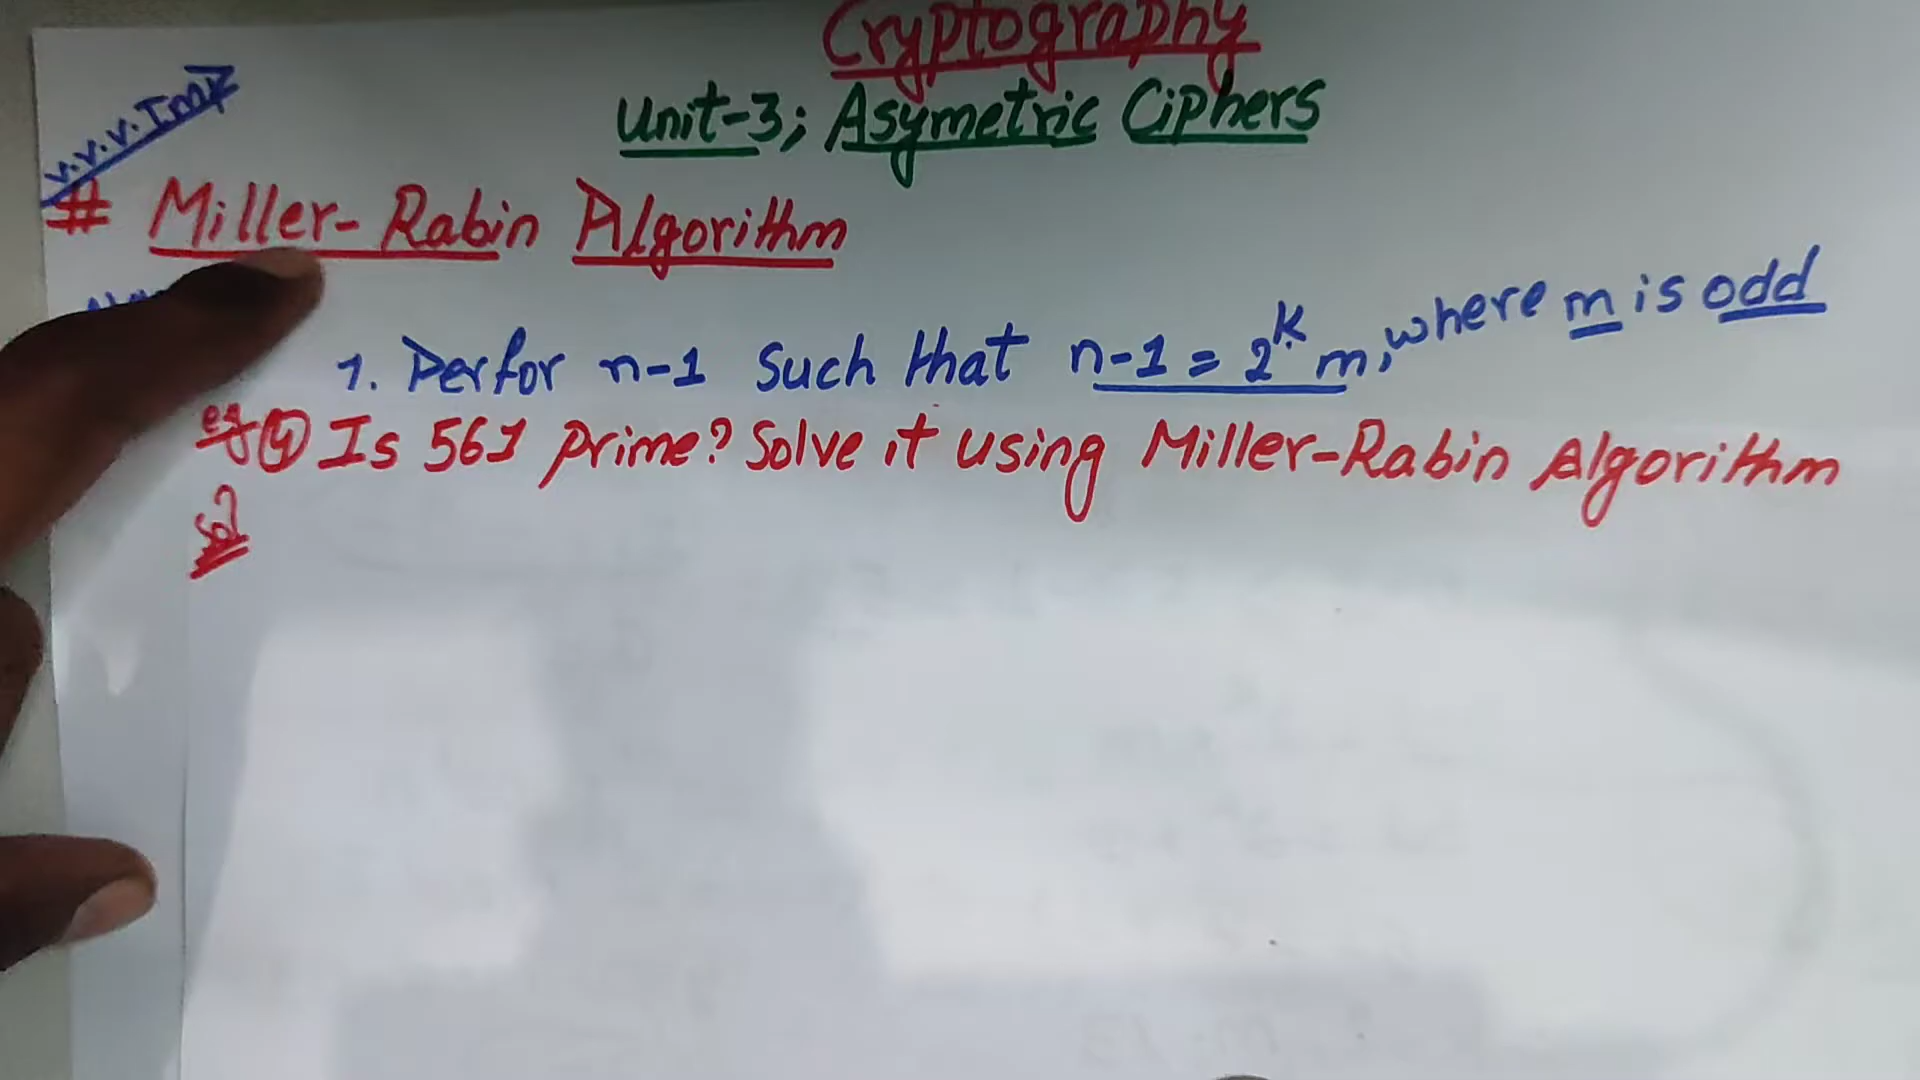 Cryptography
Unit-3; Asymetric Ciphers
v.v.v.Imp
# Miller-Rabin Algorithm
1. Perfor n-1 Such that n-1 = 2^k m, where m is odd
eg ① Is 561 prime? Solve it using Miller-Rabin Algorithm
Sol